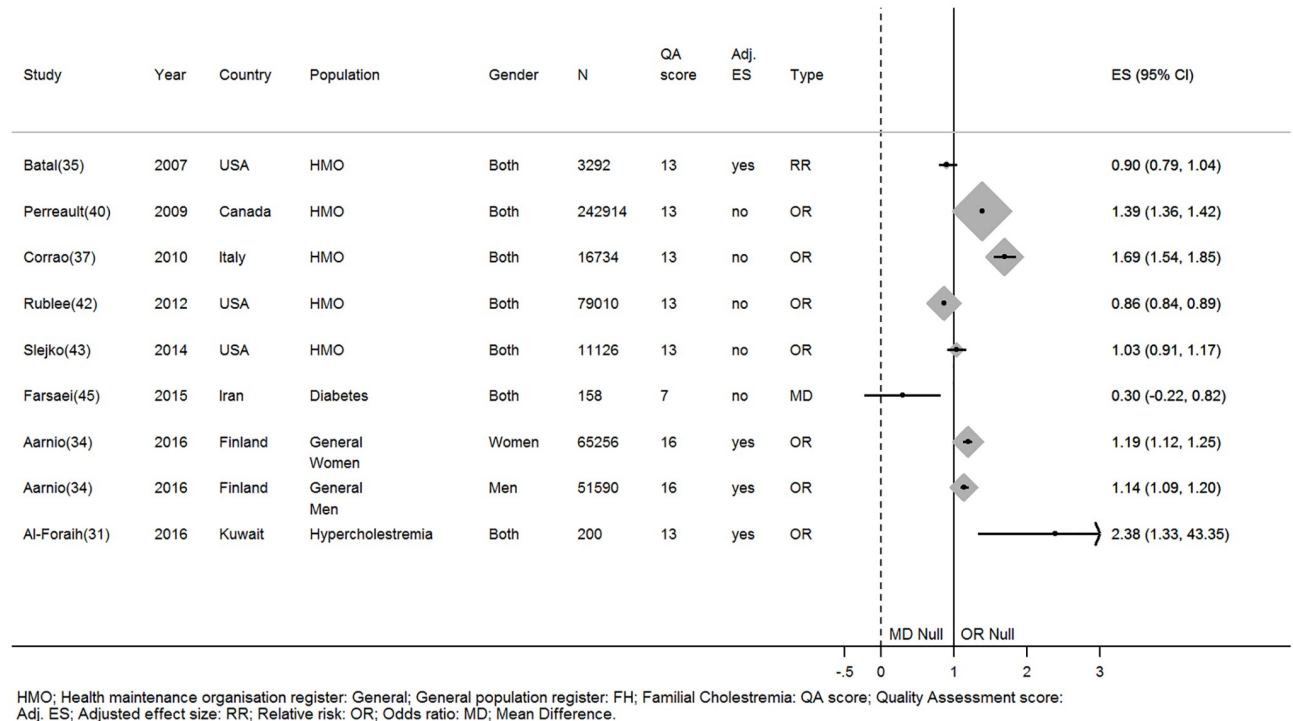 Study Year Country Population Gender N QA score Adj. ES Type ES (95% CI)
Batal(35) 2007 USA HMO Both 3292 13 yes RR 0.90 (0.79, 1.04)
Perreault(40) 2009 Canada HMO Both 242914 13 no OR 1.39 (1.36, 1.42)
Corrao(37) 2010 Italy HMO Both 16734 13 no OR 1.69 (1.54, 1.85)
Rublee(42) 2012 USA HMO Both 79010 13 no OR 0.86 (0.84, 0.89)
Slejko(43) 2014 USA HMO Both 11126 13 no OR 1.03 (0.91, 1.17)
Farsaei(45) 2015 Iran Diabetes Both 158 7 no MD 0.30 (-0.22, 0.82)
Aarnio(34) 2016 Finland General Women Women 65256 16 yes OR 1.19 (1.12, 1.25)
Aarnio(34) 2016 Finland General Men Men 51590 16 yes OR 1.14 (1.09, 1.20)
Al-Foraih(31) 2016 Kuwait Hypercholestremia Both 200 13 yes OR 2.38 (1.33, 43.35)
MD Null OR Null
-.5 0 1 2 3
HMO; Health maintenance organisation register: General; General population register: FH; Familial Cholestremia: QA score; Quality Assessment score:
Adj. ES; Adjusted effect size: RR; Relative risk: OR; Odds ratio: MD; Mean Difference.